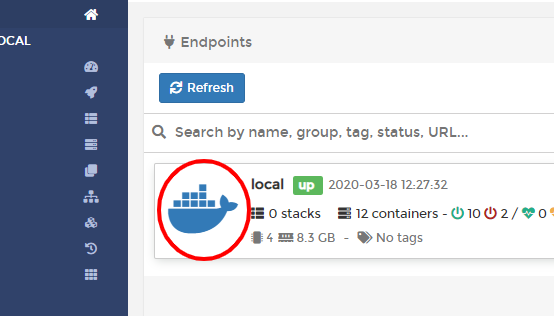 OCAL
Endpoints
Refresh
Search by name, group, tag, status, URL...
local up 2020-03-18 12:27:32
0 stacks 12 containers - 10 2 / 0
4 8.3 GB - No tags